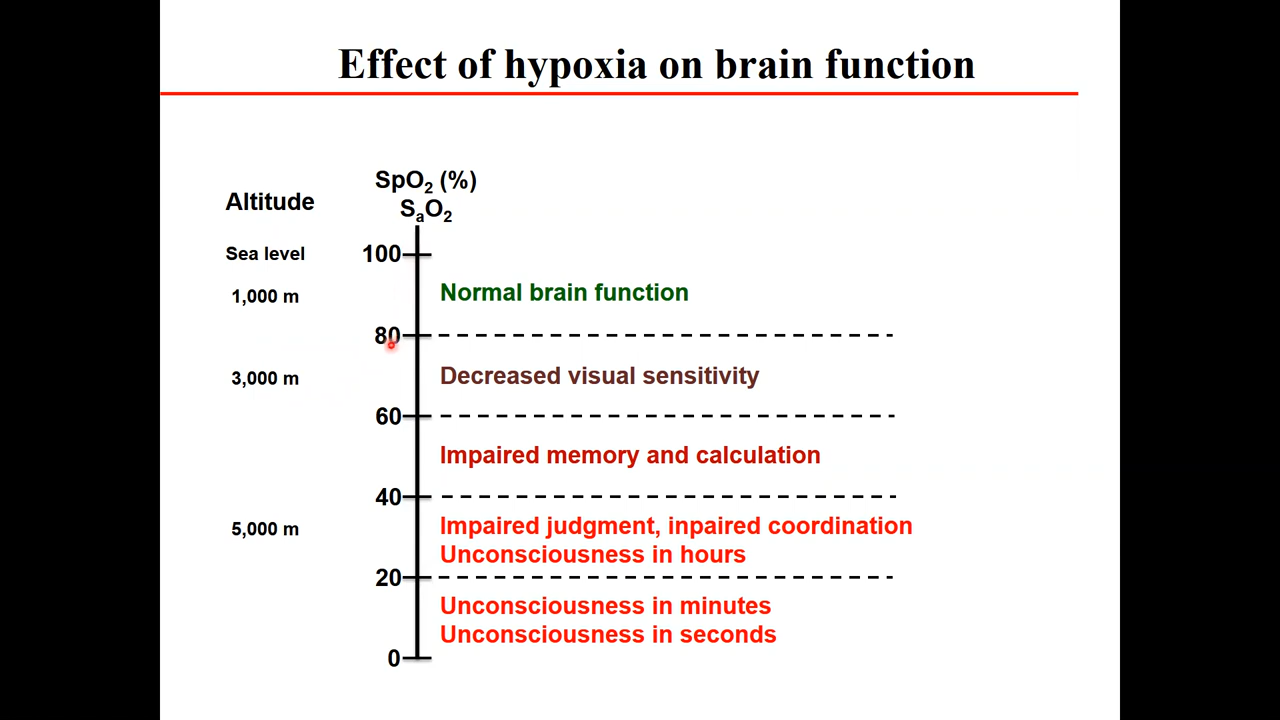 Effect of hypoxia on brain function
SpO₂ (%)
Altitude
SₐO₂
Sea level
100
1,000 m
Normal brain function
80
3,000 m
Decreased visual sensitivity
60
Impaired memory and calculation
40
5,000 m
Impaired judgment, inpaired coordination
Unconsciousness in hours
20
Unconsciousness in minutes
Unconsciousness in seconds
0